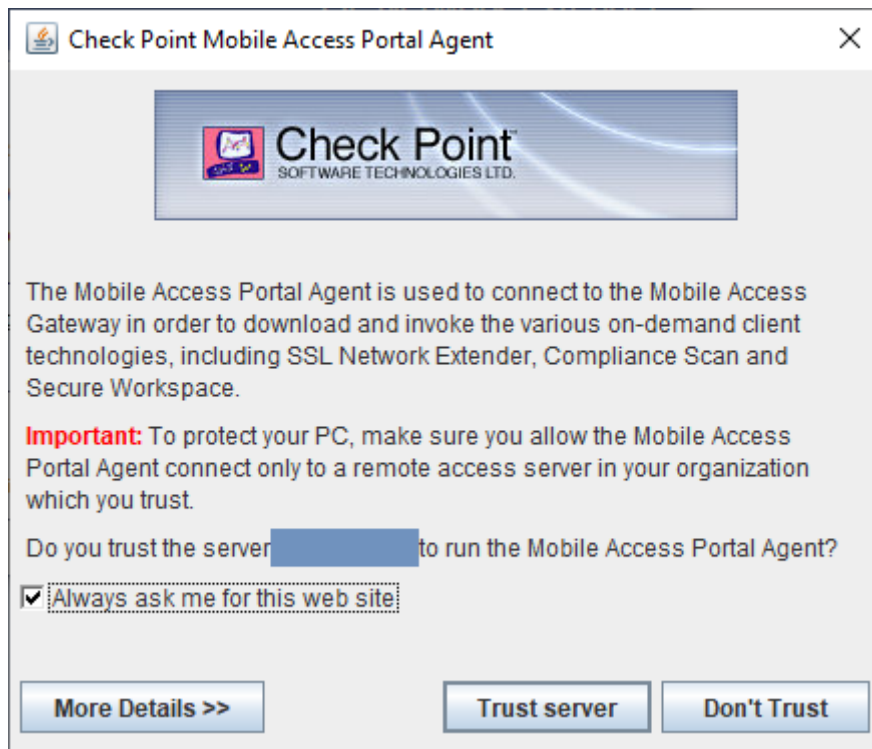 Check Point Mobile Access Portal Agent
Check Point
SOFTWARE TECHNOLOGIES LTD.
The Mobile Access Portal Agent is used to connect to the Mobile Access
Gateway in order to download and invoke the various on-demand client
technologies, including SSL Network Extender, Compliance Scan and
Secure Workspace.
Important: To protect your PC, make sure you allow the Mobile Access
Portal Agent connect only to a remote access server in your organization
which you trust.
Do you trust the server to run the Mobile Access Portal Agent?
Always ask me for this web site
More Details >>
Trust server
Don't Trust